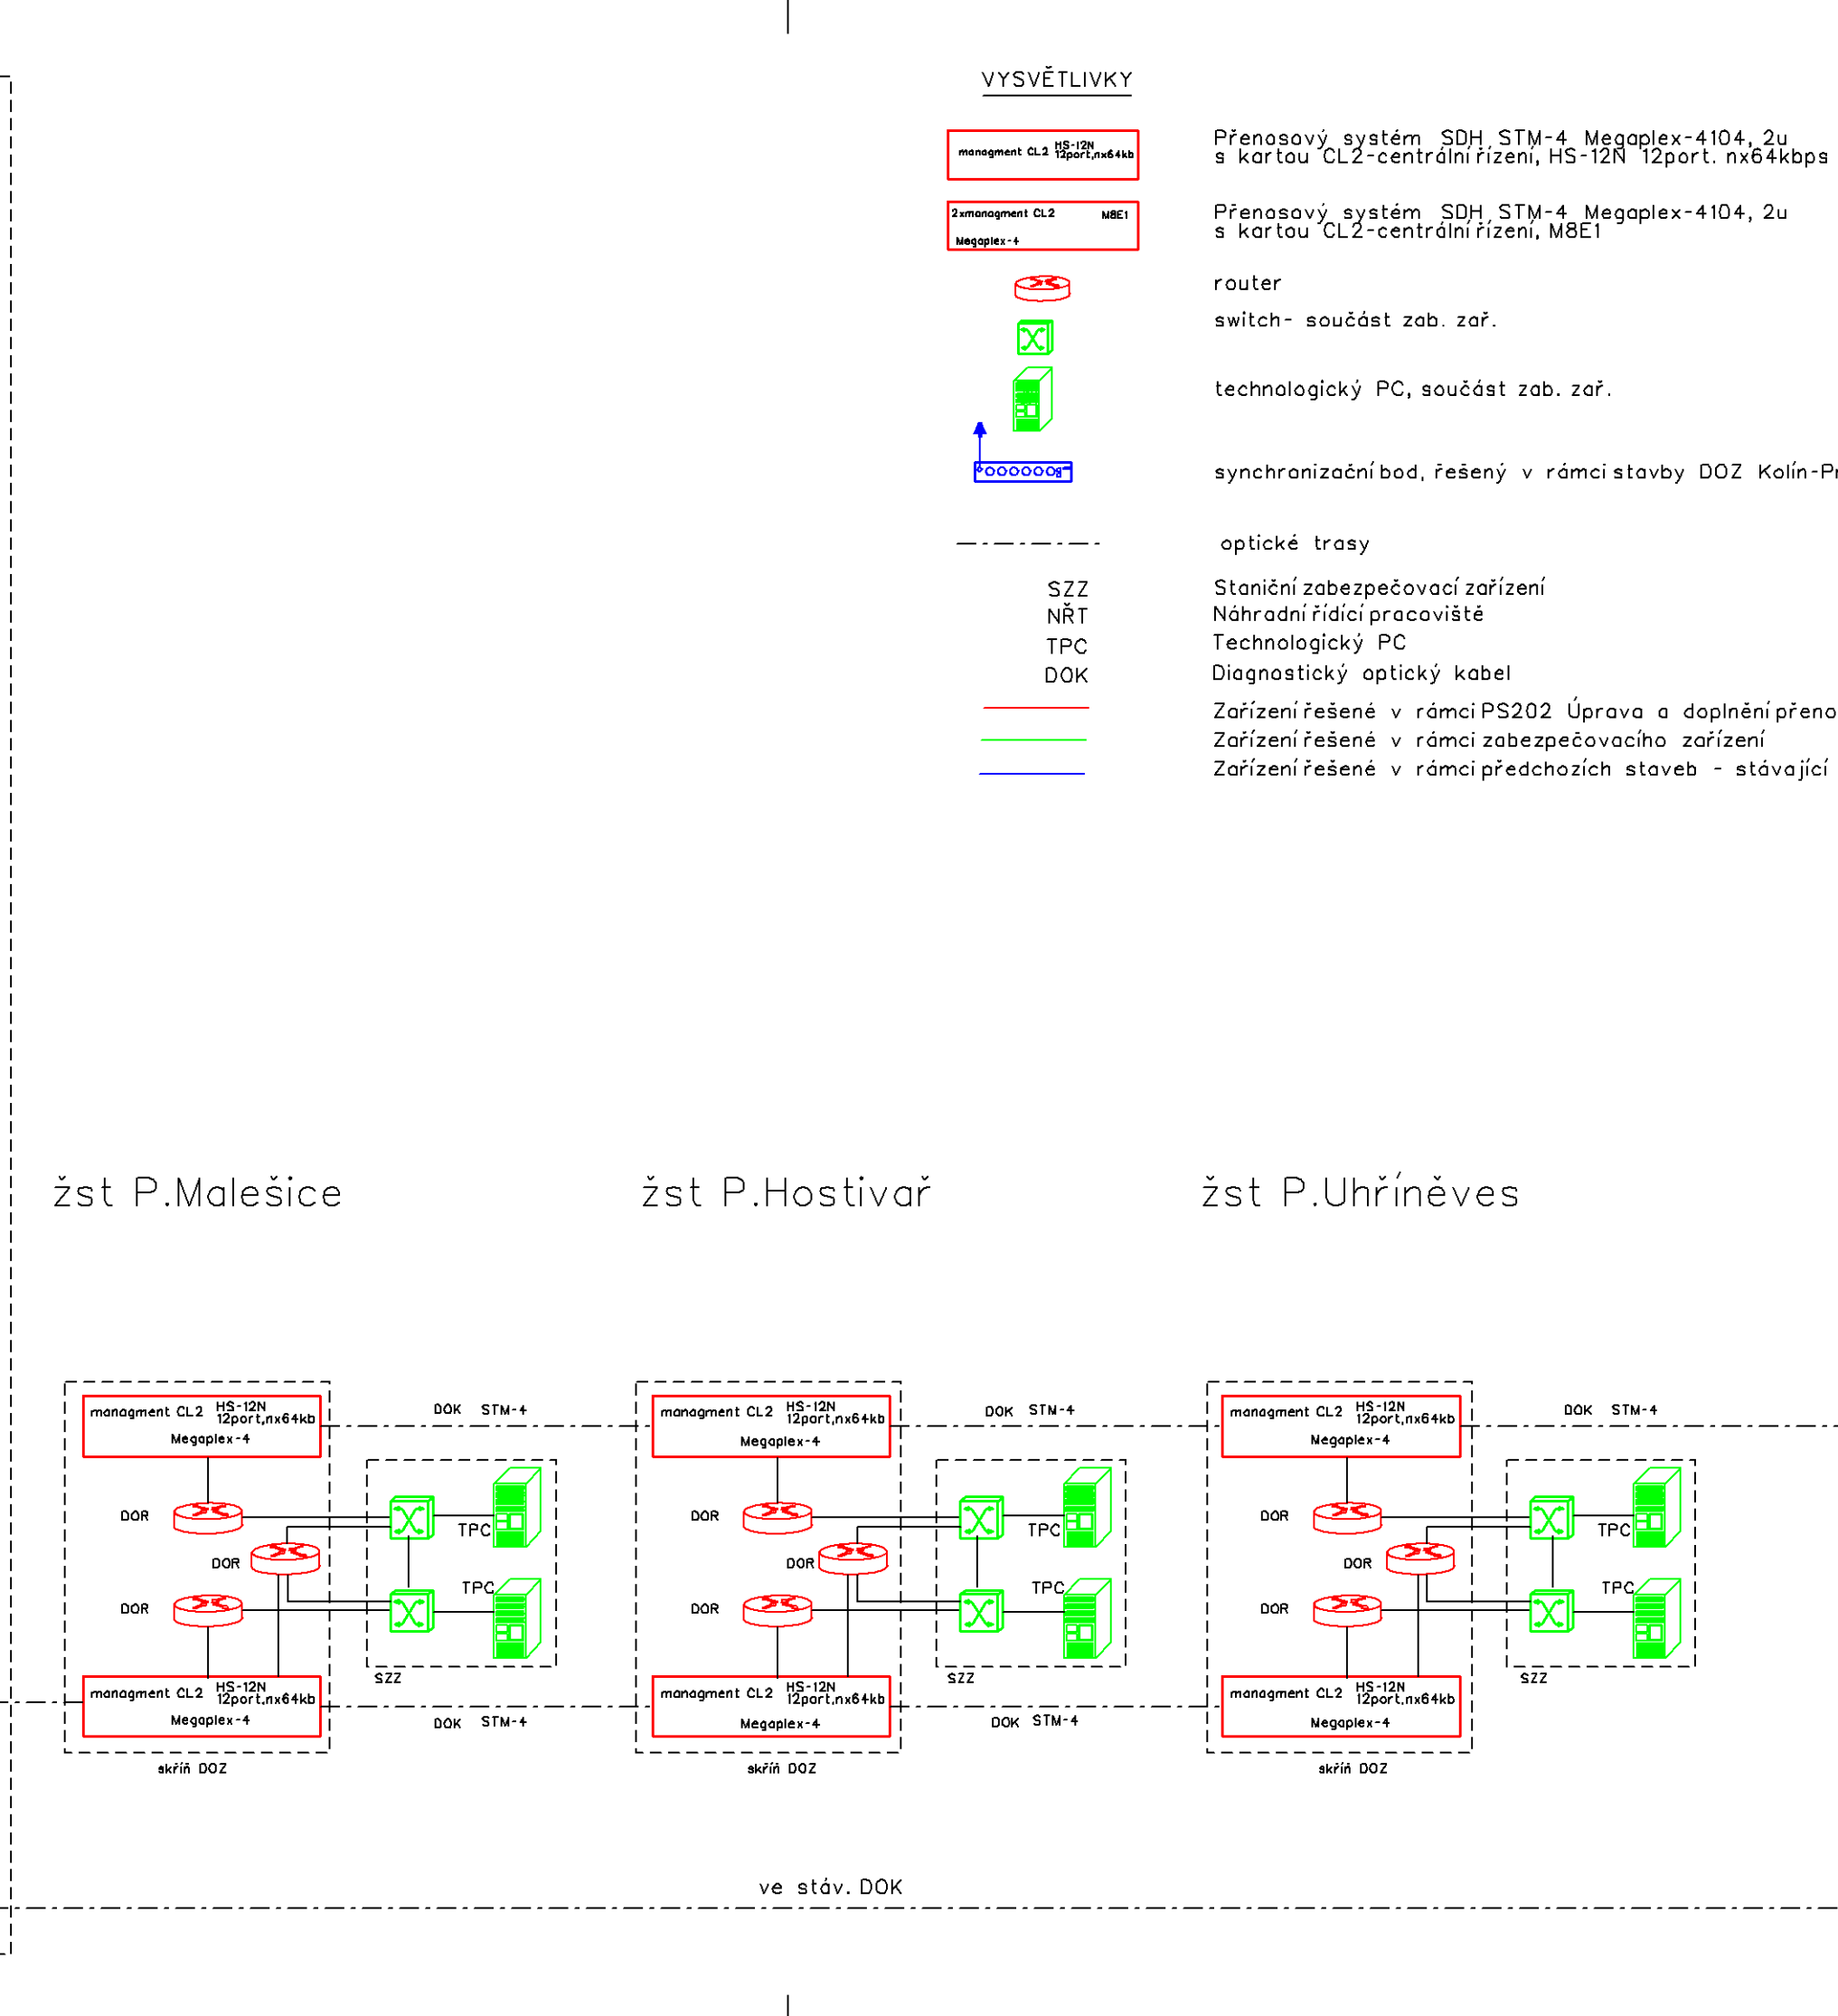 VYSVĚTLIVKY
managment CL2 HS-12N
12port,nx64kb
Přenosový systém SDH STM-4 Megaplex-4104, 2u
s kartou CL2-centrální řízení, HS-12N 12port. nx64kbps
2xmanagment CL2 M8E1
Megaplex-4
Přenosový systém SDH STM-4 Megaplex-4104, 2u
s kartou CL2-centrální řízení, M8E1
router
switch- součást zab. zař.
technologický PC, součást zab. zař.
synchronizační bod, řešený v rámci stavby DOZ Kolín-Pr
optické trasy
SZZ Staniční zabezpečovací zařízení
NŘT Náhradní řídící pracoviště
TPC Technologický PC
DOK Diagnostický optický kabel
Zařízení řešené v rámci PS202 Úprava a doplnění přeno
Zařízení řešené v rámci zabezpečovacího zařízení
Zařízení řešené v rámci předchozích staveb - stávající
žst P.Malešice žst P.Hostivař žst P.Uhříněves
managment CL2 HS-12N
12port,nx64kb
Megaplex-4
DOK STM-4
DOR
TPC
DOR
TPC
DOR
SZZ
managment CL2 HS-12N
12port,nx64kb
Megaplex-4
DOK STM-4
skříň DOZ
managment CL2 HS-12N
12port,nx64kb
Megaplex-4
DOK STM-4
DOR
TPC
DOR
TPC
DOR
SZZ
managment CL2 HS-12N
12port,nx64kb
Megaplex-4
DOK STM-4
skříň DOZ
managment CL2 HS-12N
12port,nx64kb
Megaplex-4
DOK STM-4
DOR
TPC
DOR
TPC
DOR
SZZ
managment CL2 HS-12N
12port,nx64kb
Megaplex-4
skříň DOZ
ve stáv. DOK